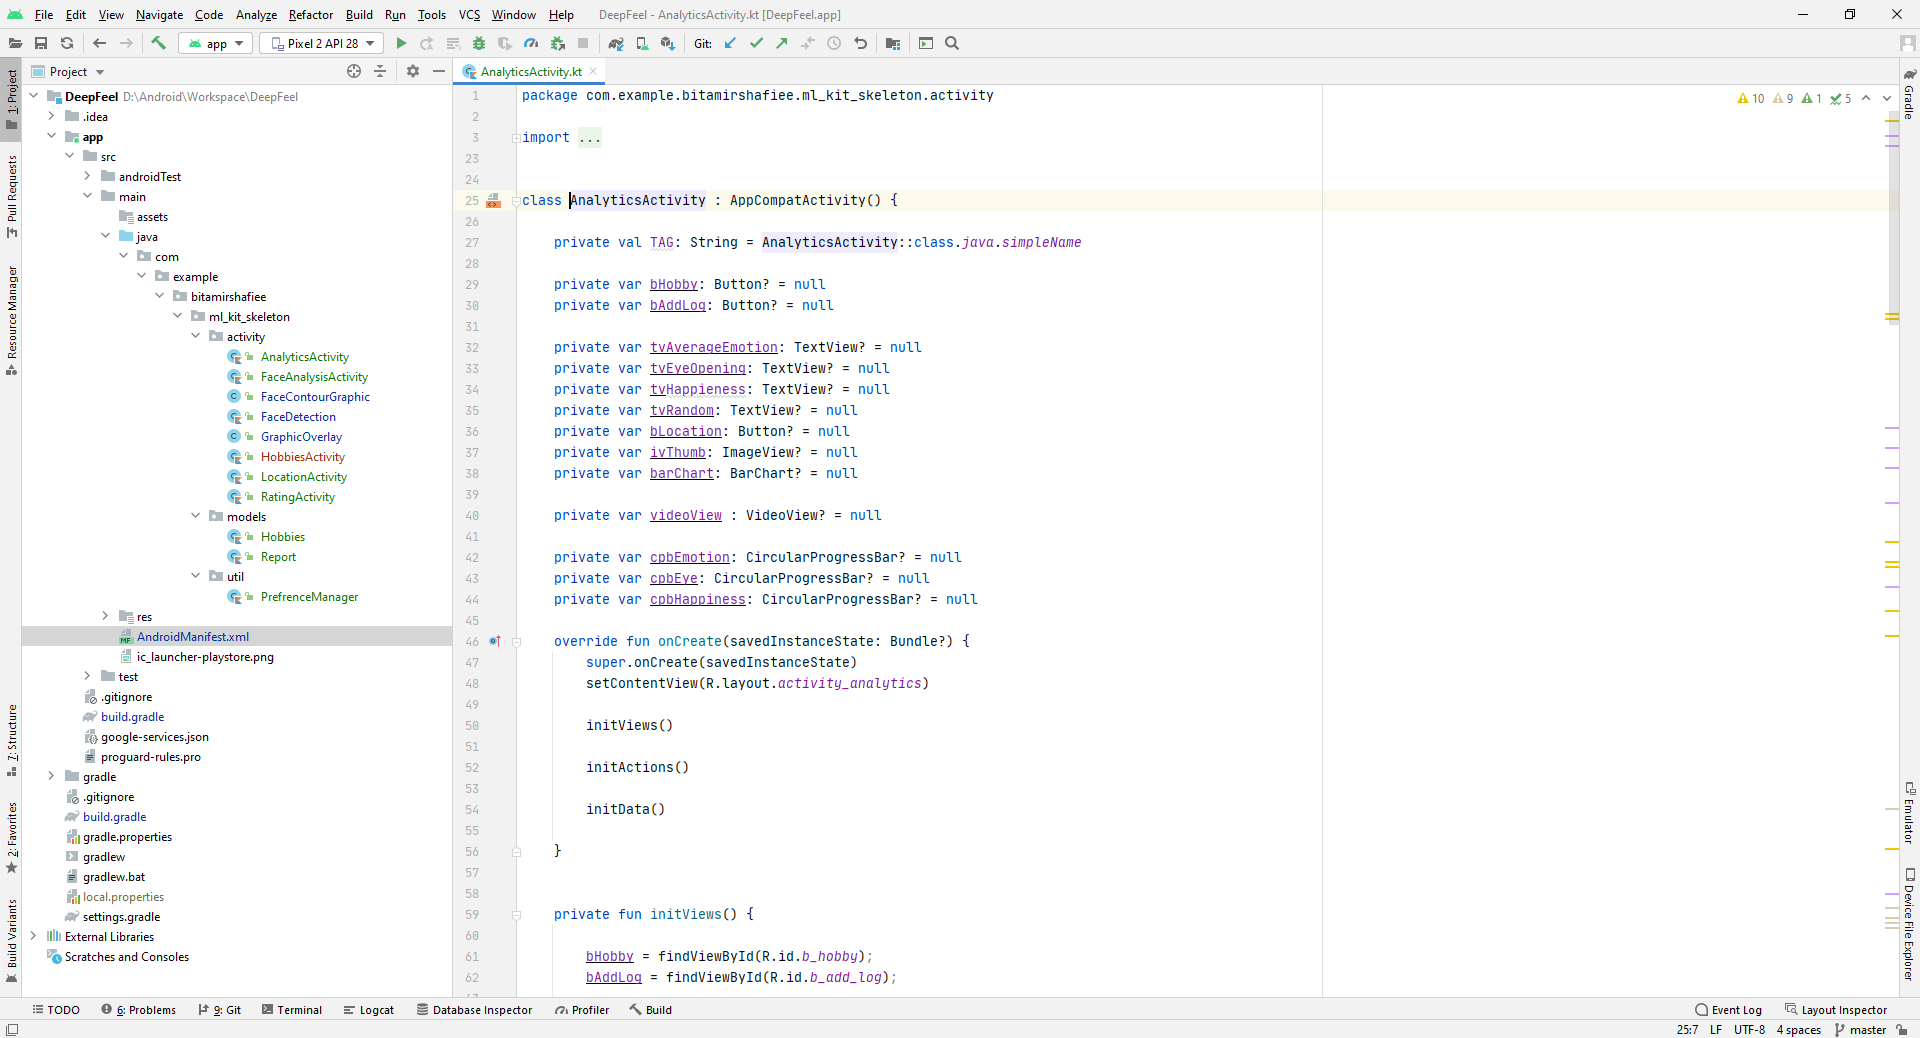 File Edit View Navigate Code Analyze Refactor Build Run Tools VCS Window Help DeepFeel - AnalyticsActivity.kt [DeepFeel.app]
app Pixel 2 API 28 Git:
Project
AnalyticsActivity.kt
1: Project
Pull Requests
Resource Manager
7: Structure
2: Favorites
Build Variants
DeepFeel D:\Android\Workspace\DeepFeel
.idea
app
src
androidTest
main
assets
java
com
example
bitamirshafiee
ml_kit_skeleton
activity
AnalyticsActivity
FaceAnalysisActivity
FaceContourGraphic
FaceDetection
GraphicOverlay
HobbiesActivity
LocationActivity
RatingActivity
models
Hobbies
Report
util
PrefrenceManager
res
AndroidManifest.xml
ic_launcher-playstore.png
test
.gitignore
build.gradle
google-services.json
proguard-rules.pro
gradle
.gitignore
build.gradle
gradle.properties
gradlew
gradlew.bat
local.properties
settings.gradle
External Libraries
Scratches and Consoles
10 9 1 5
1 package com.example.bitamirshafiee.ml_kit_skeleton.activity
2
3 import ...
23
24
25 class AnalyticsActivity : AppCompatActivity() {
26
27 private val TAG: String = AnalyticsActivity::class.java.simpleName
28
29 private var bHobby: Button? = null
30 private var bAddLog: Button? = null
31
32 private var tvAverageEmotion: TextView? = null
33 private var tvEyeOpening: TextView? = null
34 private var tvHappieness: TextView? = null
35 private var tvRandom: TextView? = null
36 private var bLocation: Button? = null
37 private var ivThumb: ImageView? = null
38 private var barChart: BarChart? = null
39
40 private var videoView : VideoView? = null
41
42 private var cpbEmotion: CircularProgressBar? = null
43 private var cpbEye: CircularProgressBar? = null
44 private var cpbHappiness: CircularProgressBar? = null
45
46 override fun onCreate(savedInstanceState: Bundle?) {
47 super.onCreate(savedInstanceState)
48 setContentView(R.layout.activity_analytics)
49
50 initViews()
51
52 initActions()
53
54 initData()
55
56 }
57
58
59 private fun initViews() {
60
61 bHobby = findViewById(R.id.b_hobby);
62 bAddLog = findViewById(R.id.b_add_log);
Gradle
Emulator
Device File Explorer
TODO 6: Problems 9: Git Terminal Logcat Database Inspector Profiler Build Event Log Layout Inspector
25:7 LF UTF-8 4 spaces master